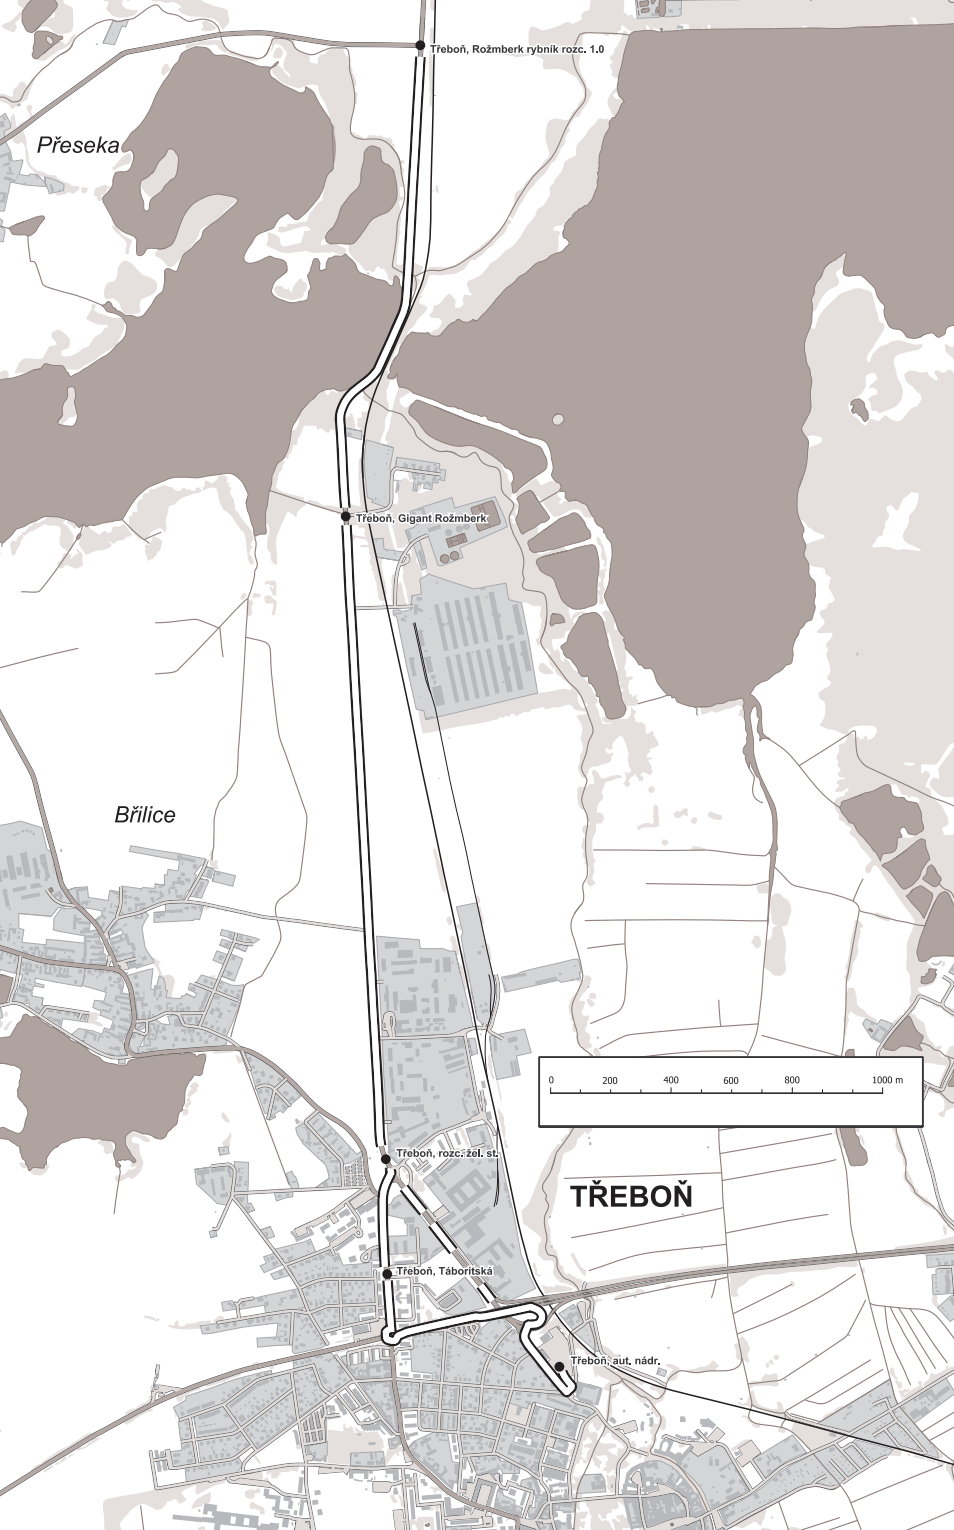 Třeboň, Rožmberk rybník rozc. 1.0
Přeseka
Třeboň, Gigant Rožmberk
Břilice
0 200 400 600 800 1000 m
Třeboň, rozc. žel. st.
TŘEBOŇ
Třeboň, Táboritská
Třeboň, aut. nádr.